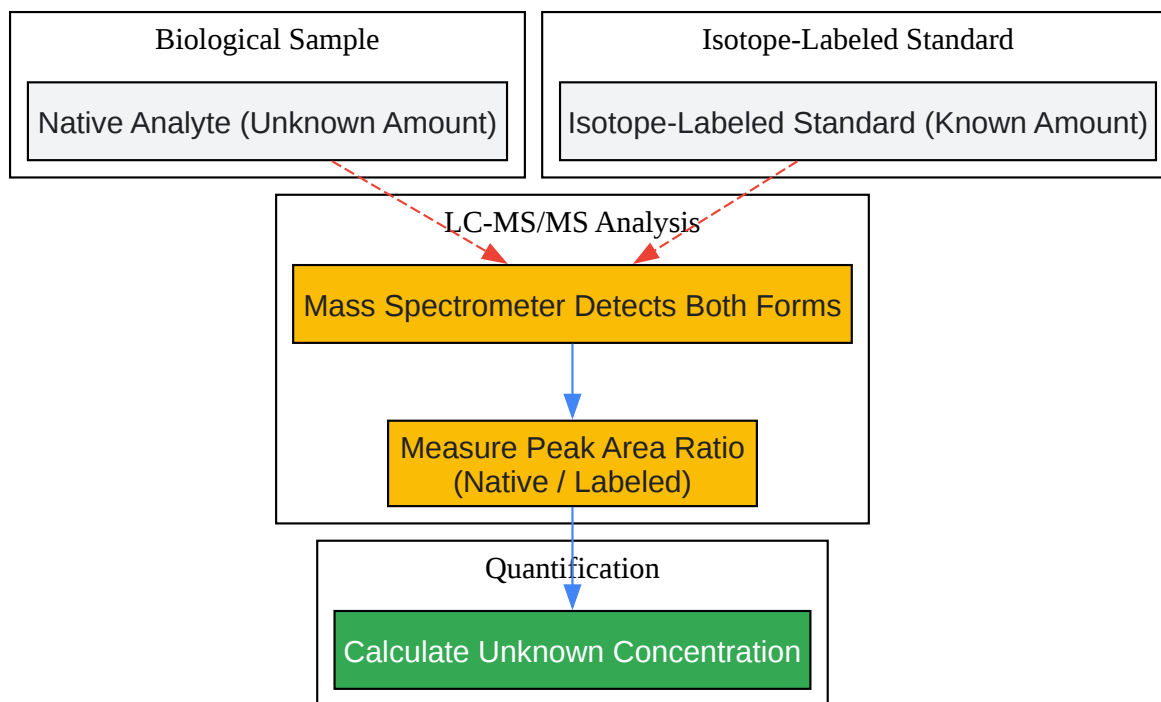 Biological Sample
Isotope-Labeled Standard
Native Analyte (Unknown Amount)
Isotope-Labeled Standard (Known Amount)
LC-MS/MS Analysis
Mass Spectrometer Detects Both Forms
Measure Peak Area Ratio
(Native / Labeled)
Quantification
Calculate Unknown Concentration